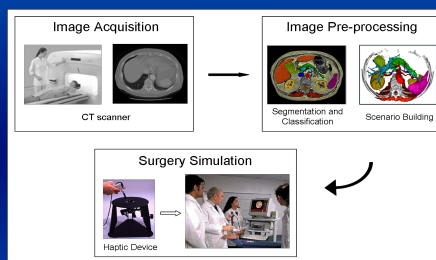 Image Acquisition
CT scanner
Image Pre-processing
Segmentation and
Classification
Scenario Building
Surgery Simulation
Haptic Device